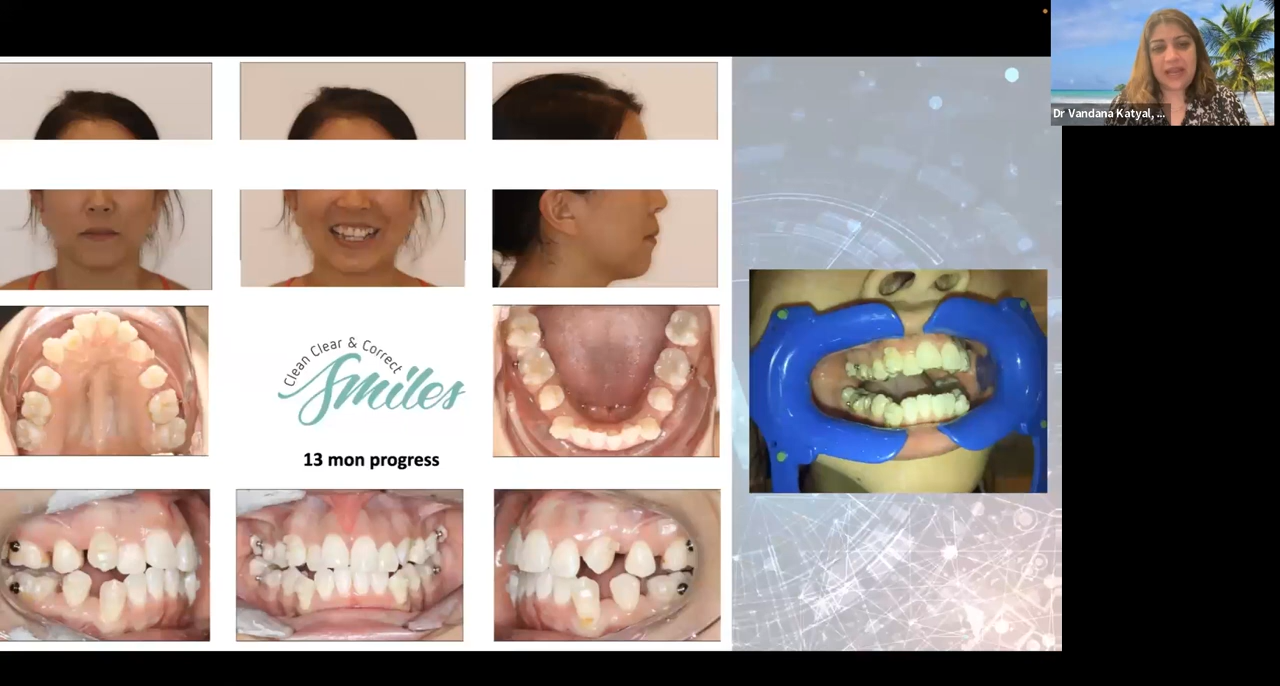 Dr Vandana Katyal, ...
Clean Clear & Correct
Smiles
13 mon progress